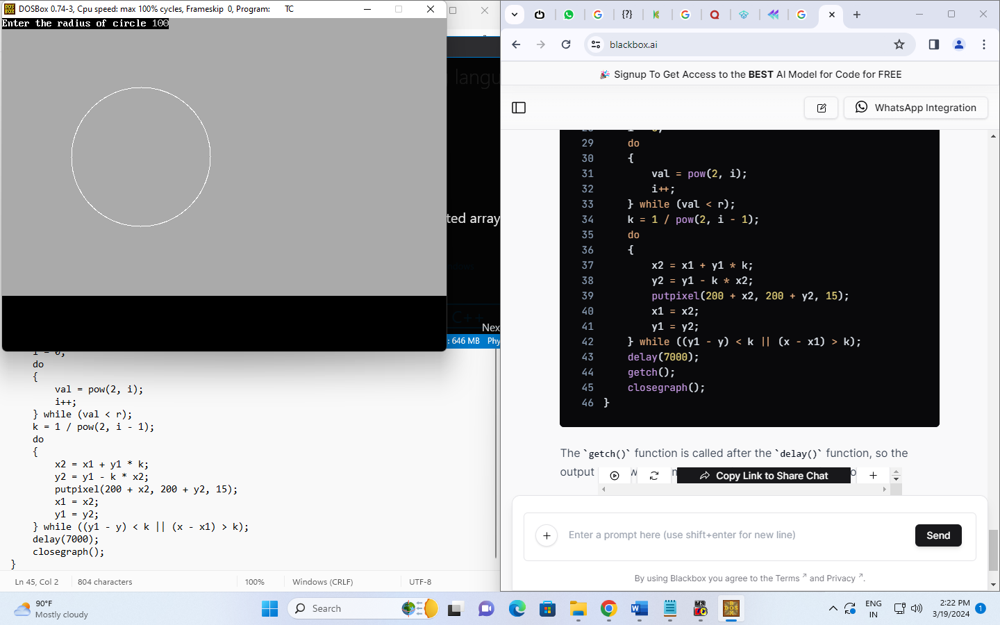 DOSBox 0.74-3, Cpu speed: max 100% cycles, Frameskip 0, Program: TC
Enter the radius of circle 100
langu
ted array
C++
Nex
: 646 MB Phy
i = 0;
do
{
val = pow(2, i);
i++;
} while (val < r);
k = 1 / pow(2, i - 1);
do
{
x2 = x1 + y1 * k;
y2 = y1 - k * x2;
putpixel(200 + x2, 200 + y2, 15);
x1 = x2;
y1 = y2;
} while ((y1 - y) < k || (x - x1) > k);
delay(7000);
closegraph();
}
Ln 45, Col 2 804 characters 100% Windows (CRLF) UTF-8
blackbox.ai
🎉 Signup To Get Access to the BEST AI Model for Code for FREE
WhatsApp Integration
29 do
30 {
31 val = pow(2, i);
32 i++;
33 } while (val < r);
34 k = 1 / pow(2, i - 1);
35 do
36 {
37 x2 = x1 + y1 * k;
38 y2 = y1 - k * x2;
39 putpixel(200 + x2, 200 + y2, 15);
40 x1 = x2;
41 y1 = y2;
42 } while ((y1 - y) < k || (x - x1) > k);
43 delay(7000);
44 getch();
45 closegraph();
46 }
The `getch()` function is called after the `delay()` function, so the
output
Copy Link to Share Chat
Enter a prompt here (use shift+enter for new line)
Send
By using Blackbox you agree to the Terms ↗ and Privacy ↗.
90°F
Mostly cloudy
Search
ENG
IN
2:22 PM
3/19/2024
1